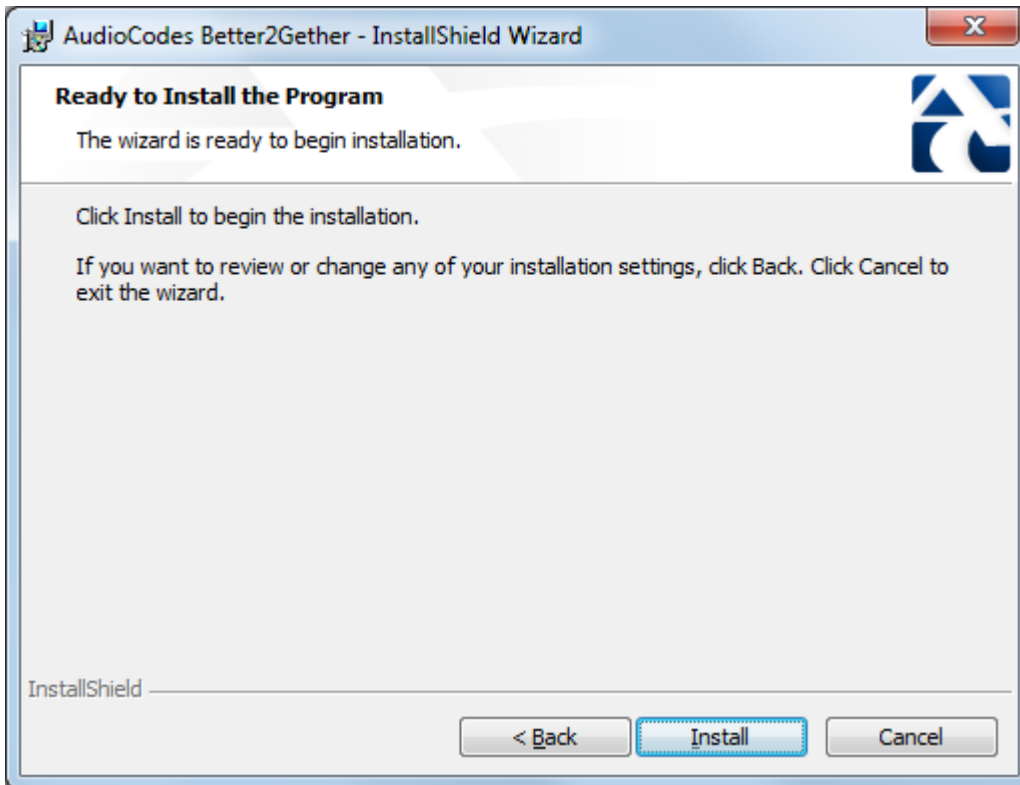 AudioCodes Better2Gether - InstallShield Wizard
Ready to Install the Program
The wizard is ready to begin installation.
Click Install to begin the installation.
If you want to review or change any of your installation settings, click Back. Click Cancel to
exit the wizard.
InstallShield
< Back Install Cancel